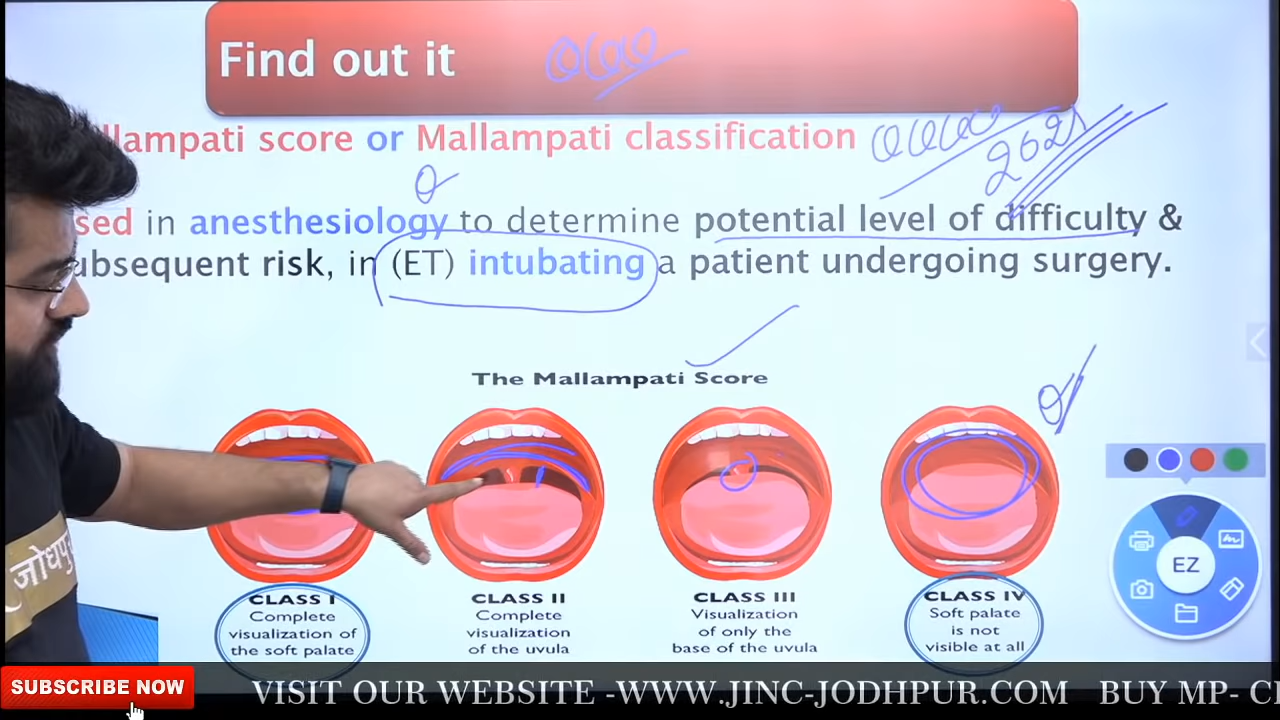 Find out it
llampati score or Mallampati classification
2021
sed in anesthesiology to determine potential level of difficulty &
ubsequent risk, in (ET) intubating a patient undergoing surgery.
The Mallampati Score
CLASS I
Complete
visualization of
the soft palate
CLASS II
Complete
visualization
of the uvula
CLASS III
Visualization
of only the
base of the uvula
CLASS IV
Soft palate
is not
visible at all
EZ
जोधपु
SUBSCRIBE NOW
VISIT OUR WEBSITE -WWW.JINC-JODHPUR.COM BUY MP- C